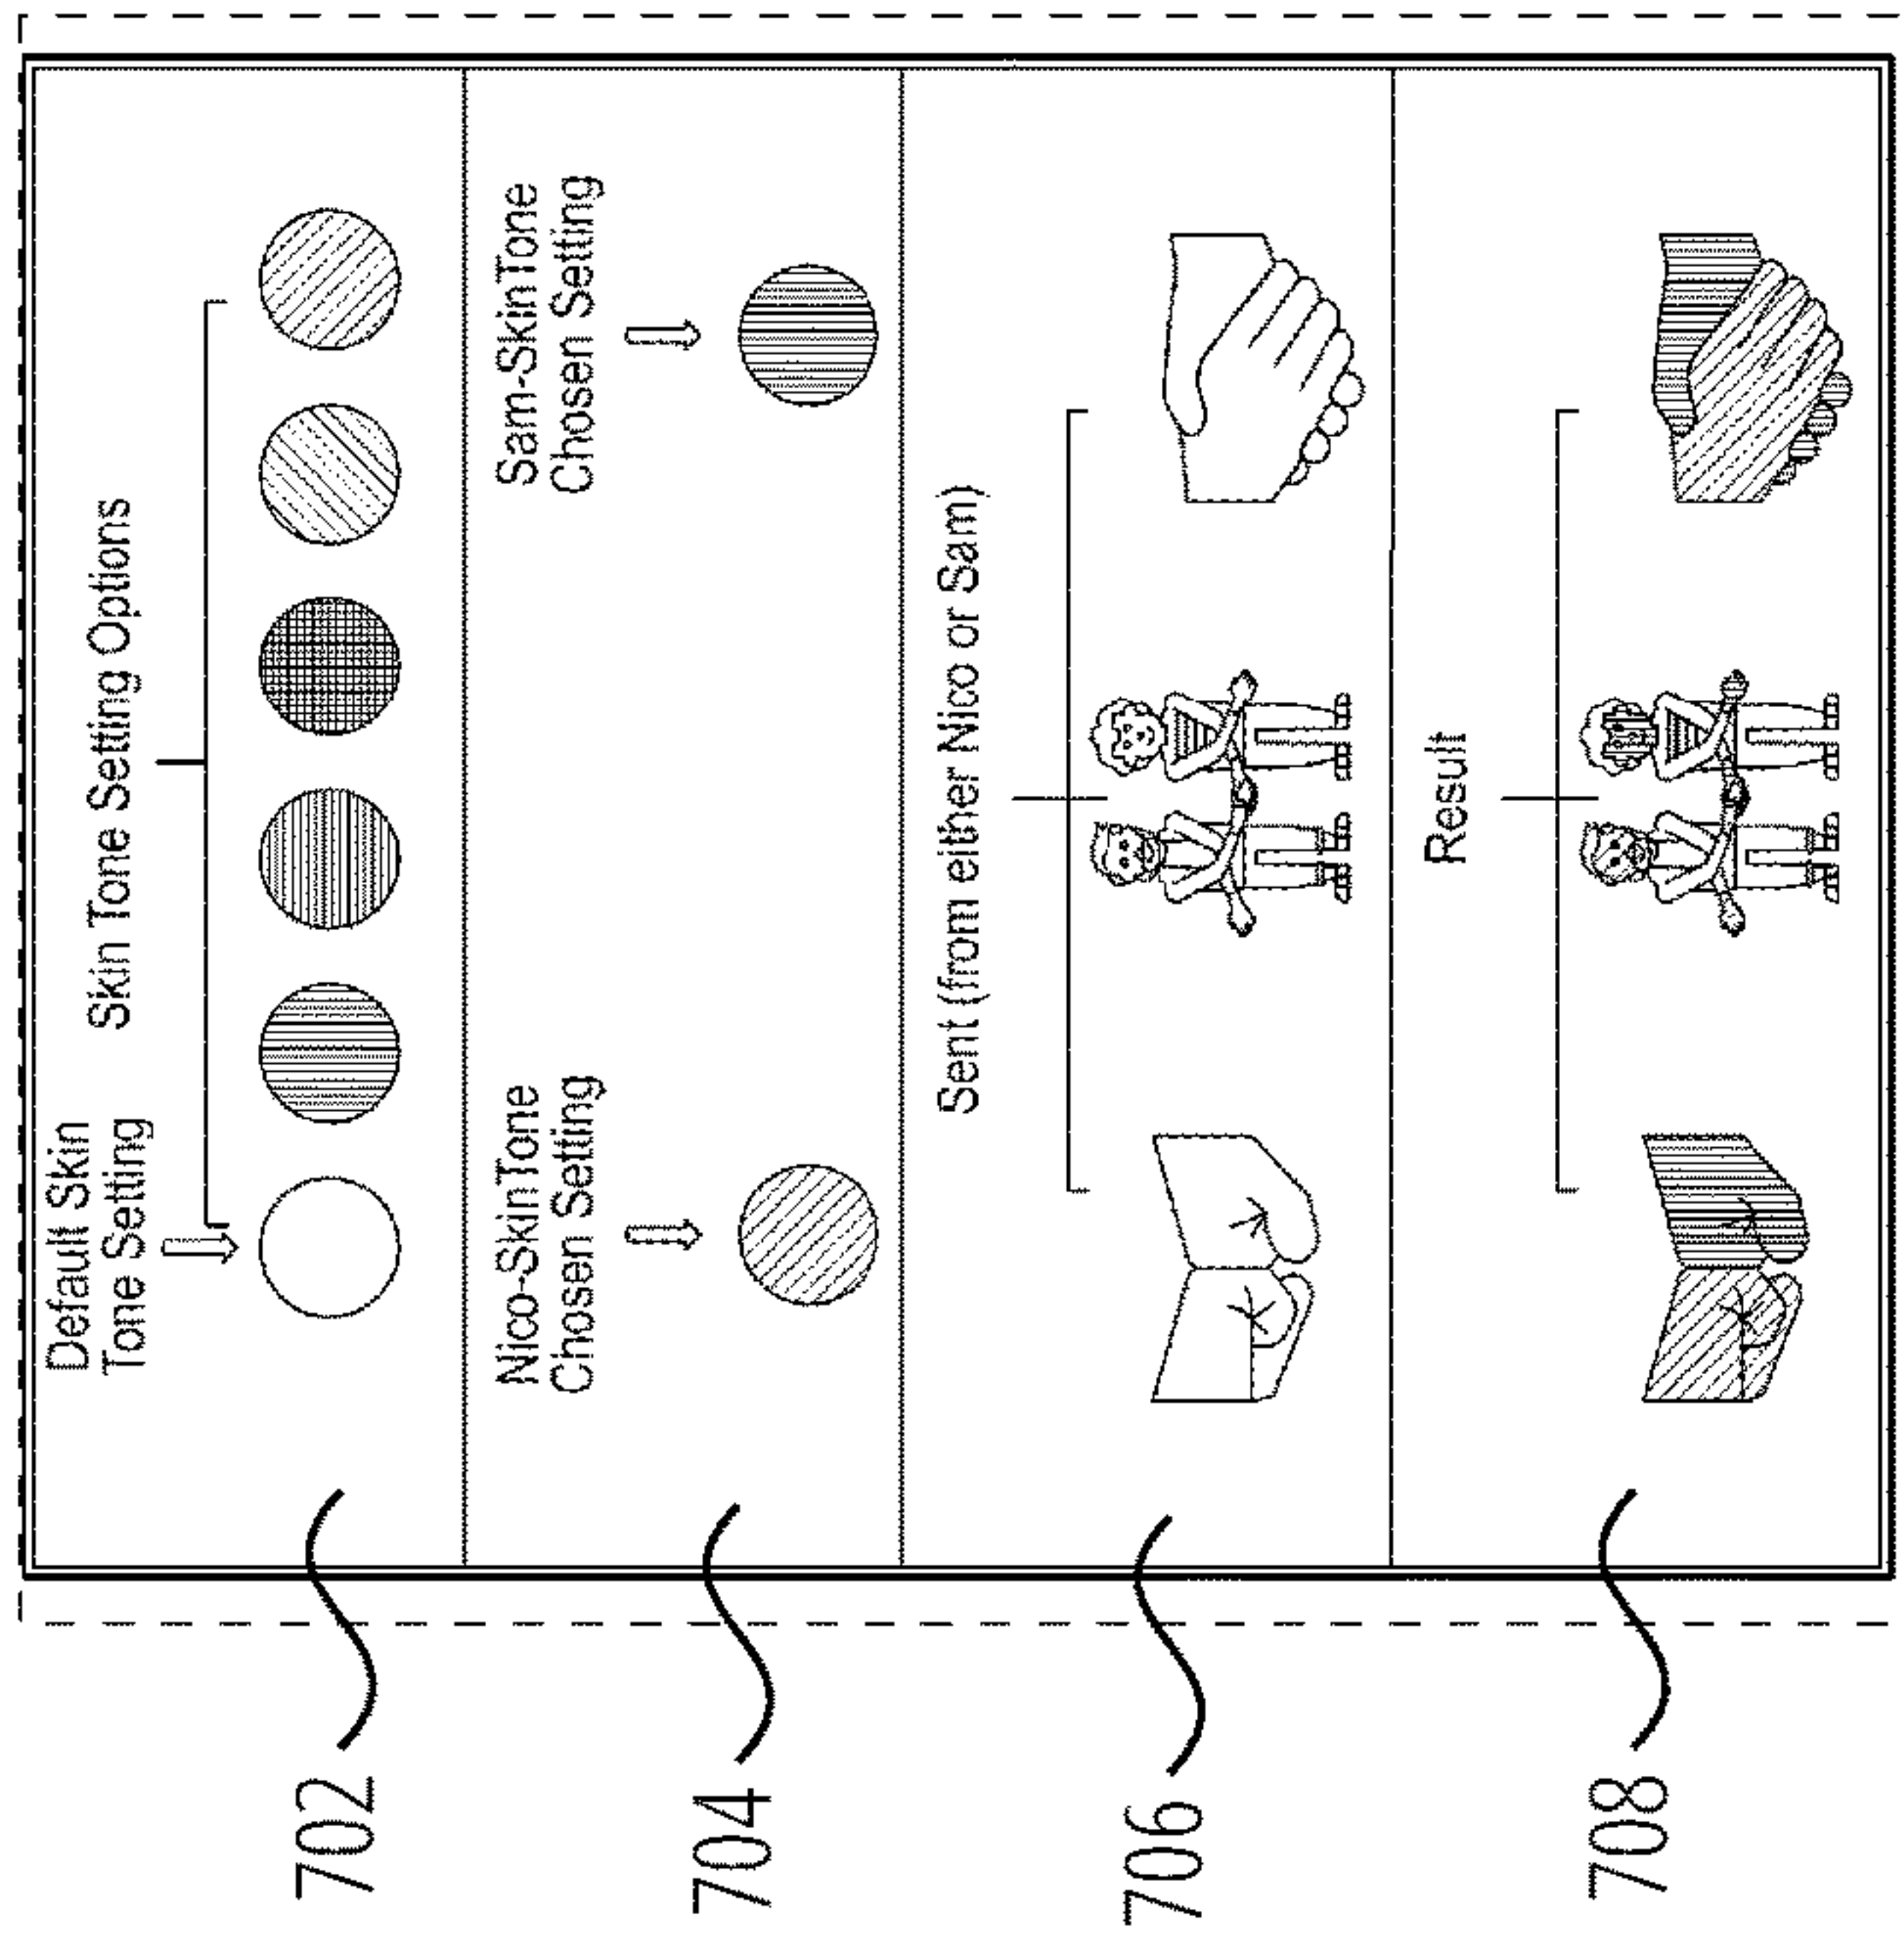 702
Default Skin
Tone Setting
Skin Tone Setting Options
704
Nico-SkinTone
Chosen Setting
Sam-SkinTone
Chosen Setting
706
Sent (from either Nico or Sam)
708
Result